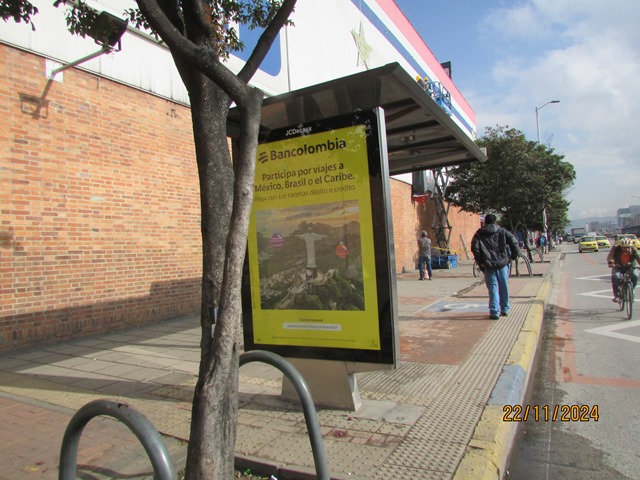 JCDecaux
Bancolombia
Participa por viajes a
México, Brasil o el Caribe.
Paga con tus tarjetas débito o crédito.
22/11/2024